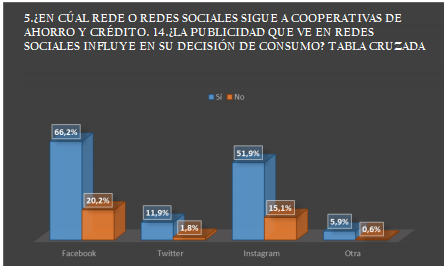 5.¿EN CÚAL REDE O REDES SOCIALES SIGUE A COOPERATIVAS DE
AHORRO Y CRÉDITO. 14.¿LA PUBLICIDAD QUE VE EN REDES
SOCIALES INFLUYE EN SU DECISIÓN DE CONSUMO? TABLA CRUZADA
Sí No
66,2% 20,2% 11,9% 1,8% 51,9% 15,1% 5,9% 0,6%
Facebook Twitter Instagram Otra